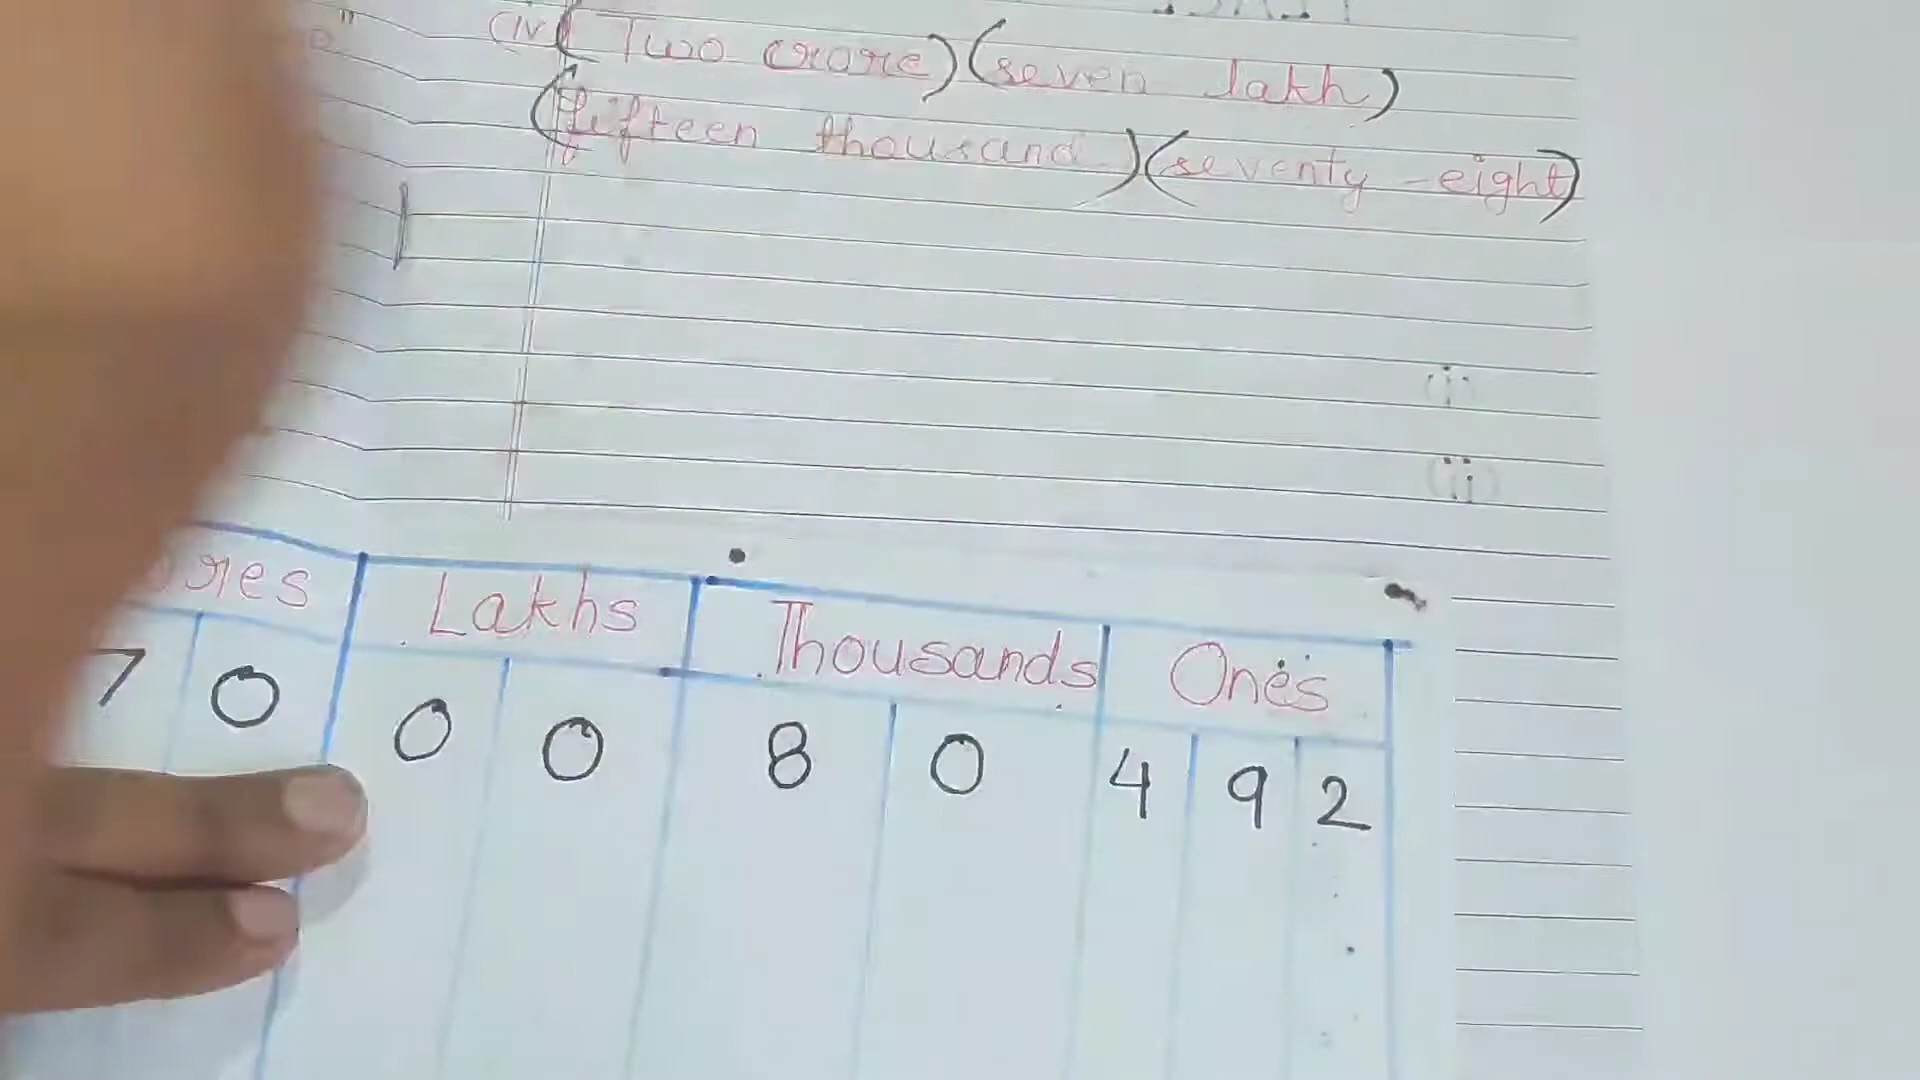 (iv) (Two crore) (seven lakh)
(fifteen thousand) (seventy-eight)
(i)
(ii)
Lakhs Thousands Ones
7 0 0 0 8 0 4 9 2